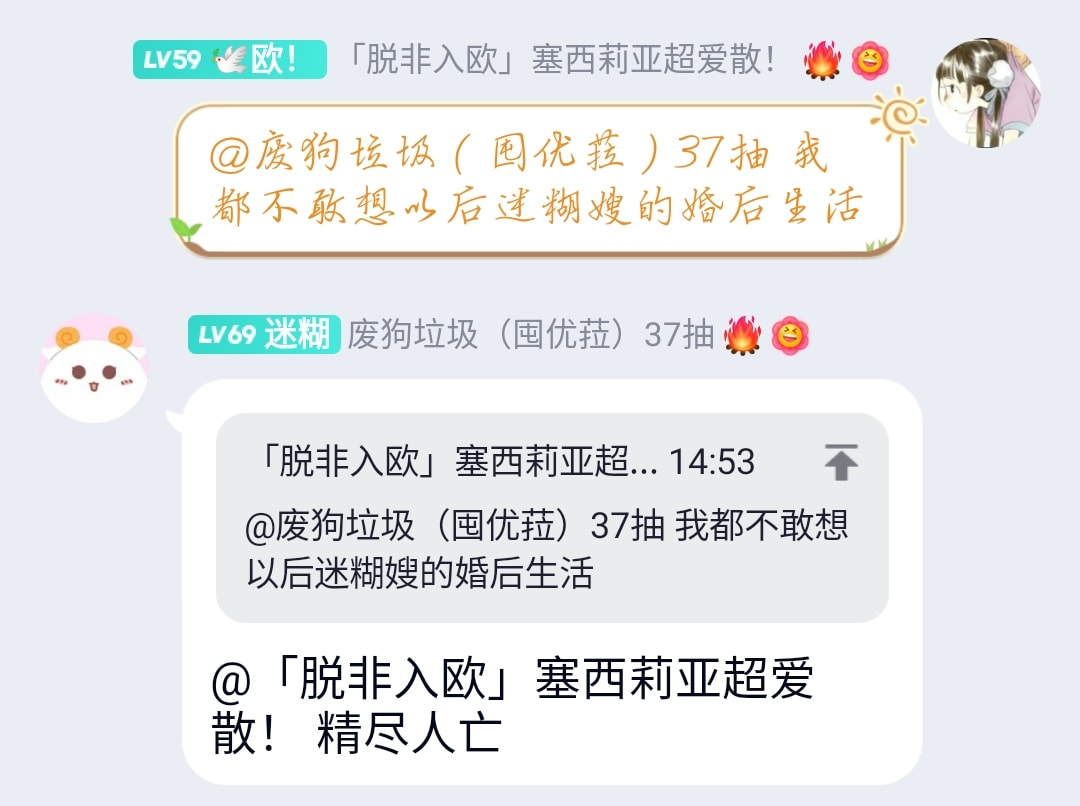 LV59 🕊️欧！ 「脱非入欧」塞西莉亚超爱散！ 🔥
@废狗垃圾（囤优菈）37抽 我
都不敢想以后迷糊嫂的婚后生活
LV69 迷糊 废狗垃圾（囤优菈）37抽 🔥
「脱非入欧」塞西莉亚超... 14:53
@废狗垃圾（囤优菈）37抽 我都不敢想
以后迷糊嫂的婚后生活
@「脱非入欧」塞西莉亚超爱
散！ 精尽人亡